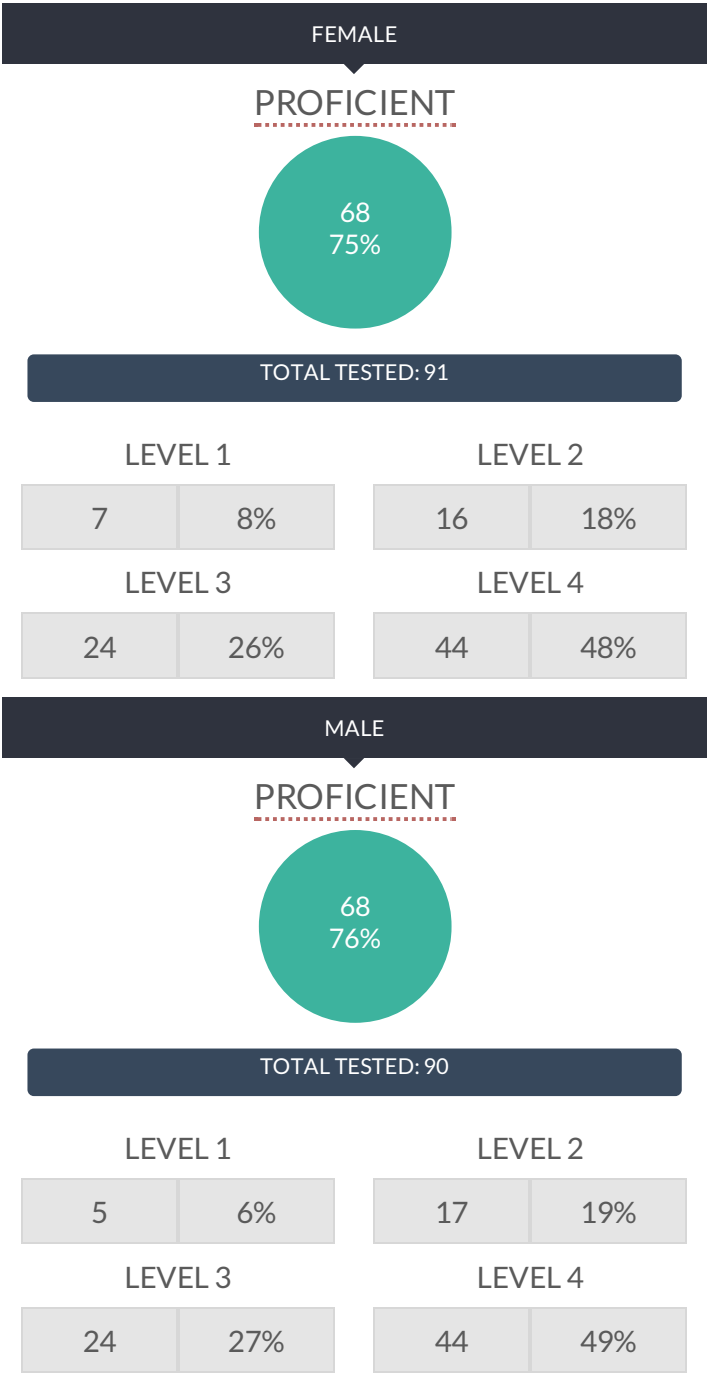 FEMALE
PROFICIENT
68
75%
TOTAL TESTED: 91
LEVEL 1 LEVEL 2
7 8% 16 18%
LEVEL 3 LEVEL 4
24 26% 44 48%
MALE
PROFICIENT
68
76%
TOTAL TESTED: 90
LEVEL 1 LEVEL 2
5 6% 17 19%
LEVEL 3 LEVEL 4
24 27% 44 49%